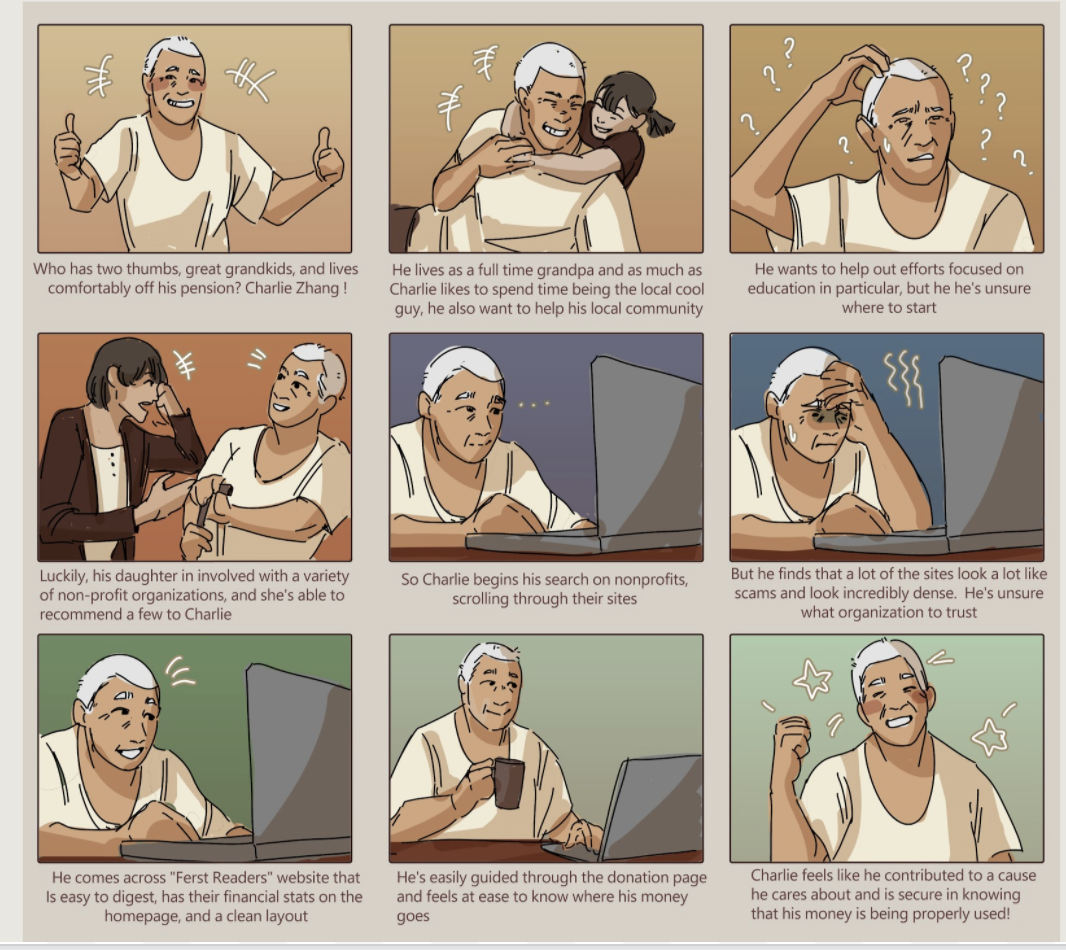 Who has two thumbs, great grandkids, and lives
comfortably off his pension? Charlie Zhang !
He lives as a full time grandpa and as much as
Charlie likes to spend time being the local cool
guy, he also want to help his local community
He wants to help out efforts focused on
education in particular, but he he's unsure
where to start
Luckily, his daughter in involved with a variety
of non-profit organizations, and she's able to
recommend a few to Charlie
So Charlie begins his search on nonprofits,
scrolling through their sites
But he finds that a lot of the sites look a lot like
scams and look incredibly dense. He's unsure
what organization to trust
He comes across "Ferst Readers" website that
Is easy to digest, has their financial stats on the
homepage, and a clean layout
He's easily guided through the donation page
and feels at ease to know where his money
goes
Charlie feels like he contributed to a cause
he cares about and is secure in knowing
that his money is being properly used!